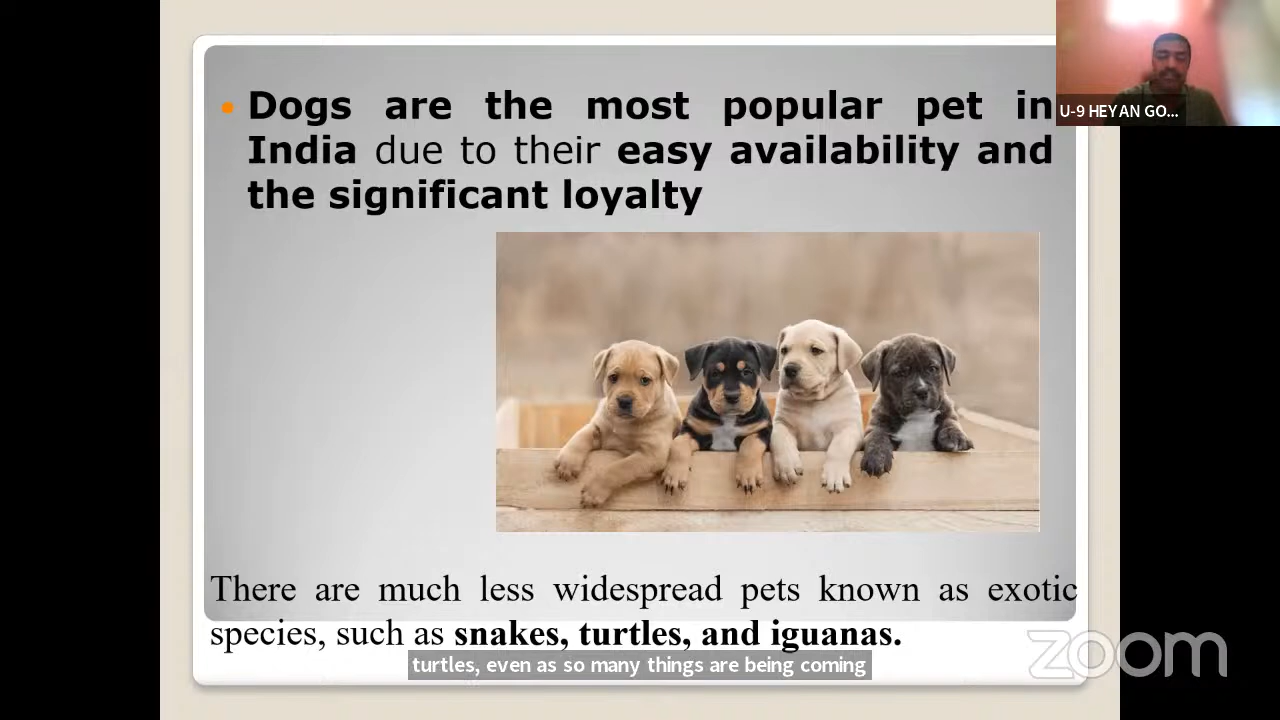 Dogs are the most popular pet in
India due to their easy availability and
the significant loyalty
U-9 HEYAN GO...
There are much less widespread pets known as exotic
species, such as snakes, turtles, and iguanas.
turtles, even as so many things are being coming
zoom